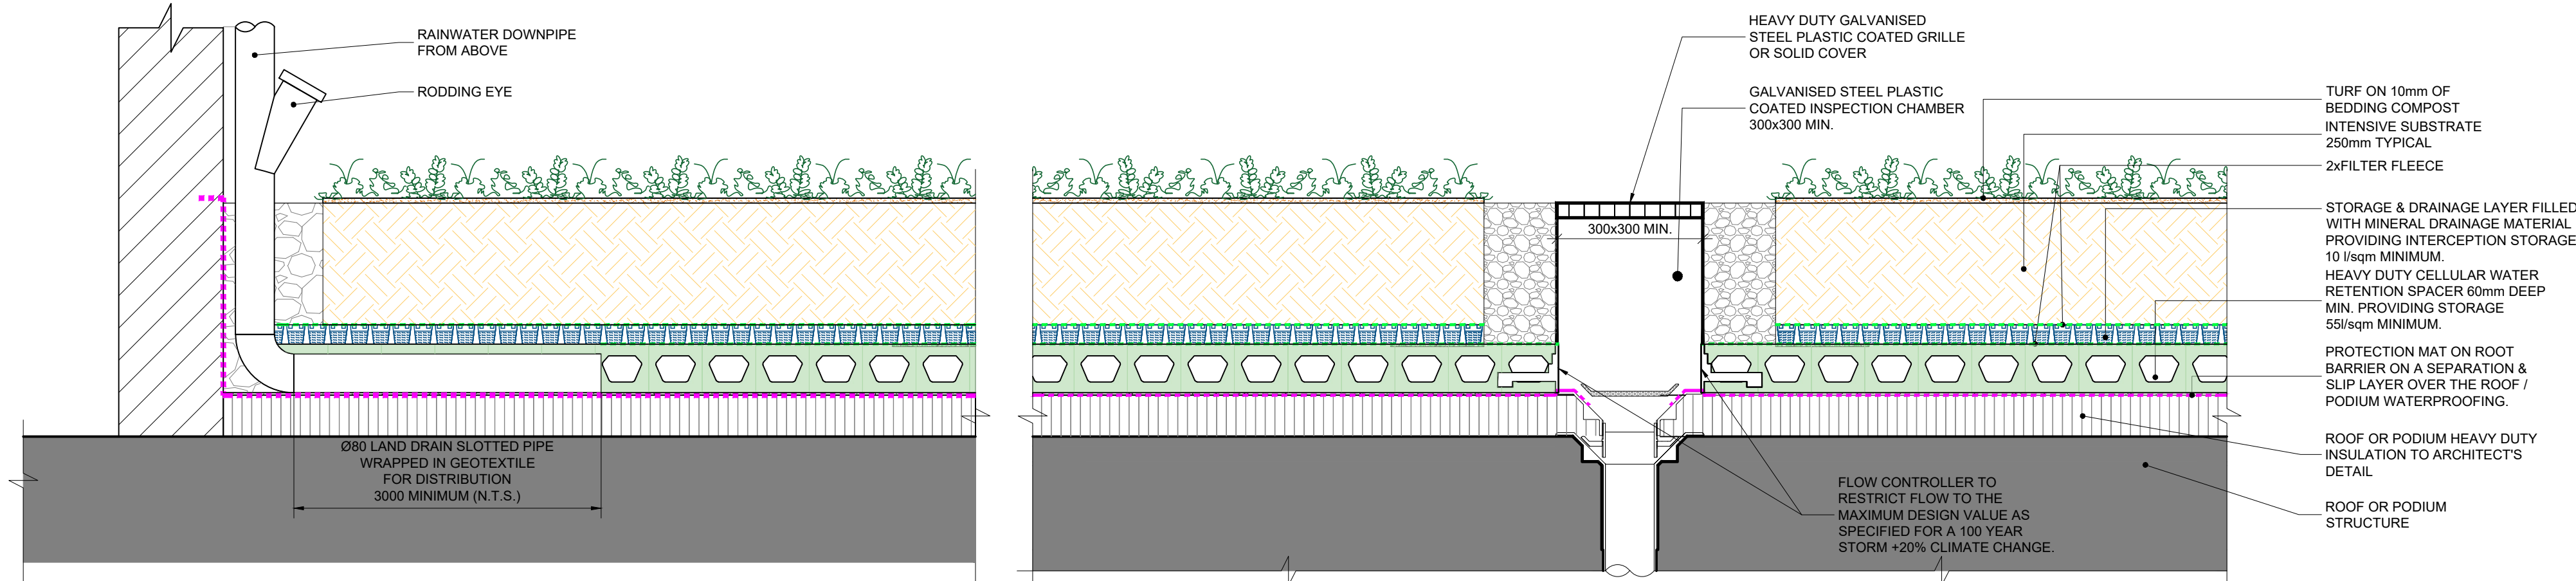 RAINWATER DOWNPIPE
FROM ABOVE
RODDING EYE
HEAVY DUTY GALVANISED
STEEL PLASTIC COATED GRILLE
OR SOLID COVER
GALVANISED STEEL PLASTIC
COATED INSPECTION CHAMBER
300x300 MIN.
300x300 MIN.
TURF ON 10mm OF
BEDDING COMPOST
INTENSIVE SUBSTRATE
250mm TYPICAL
2xFILTER FLEECE
STORAGE & DRAINAGE LAYER FILLED
WITH MINERAL DRAINAGE MATERIAL
PROVIDING INTERCEPTION STORAGE
10 l/sqm MINIMUM.
HEAVY DUTY CELLULAR WATER
RETENTION SPACER 60mm DEEP
MIN. PROVIDING STORAGE
55l/sqm MINIMUM.
PROTECTION MAT ON ROOT
BARRIER ON A SEPARATION &
SLIP LAYER OVER THE ROOF /
PODIUM WATERPROOFING.
ROOF OR PODIUM HEAVY DUTY
INSULATION TO ARCHITECT'S
DETAIL
ROOF OR PODIUM
STRUCTURE
Ø80 LAND DRAIN SLOTTED PIPE
WRAPPED IN GEOTEXTILE
FOR DISTRIBUTION
3000 MINIMUM (N.T.S.)
FLOW CONTROLLER TO
RESTRICT FLOW TO THE
MAXIMUM DESIGN VALUE AS
SPECIFIED FOR A 100 YEAR
STORM +20% CLIMATE CHANGE.